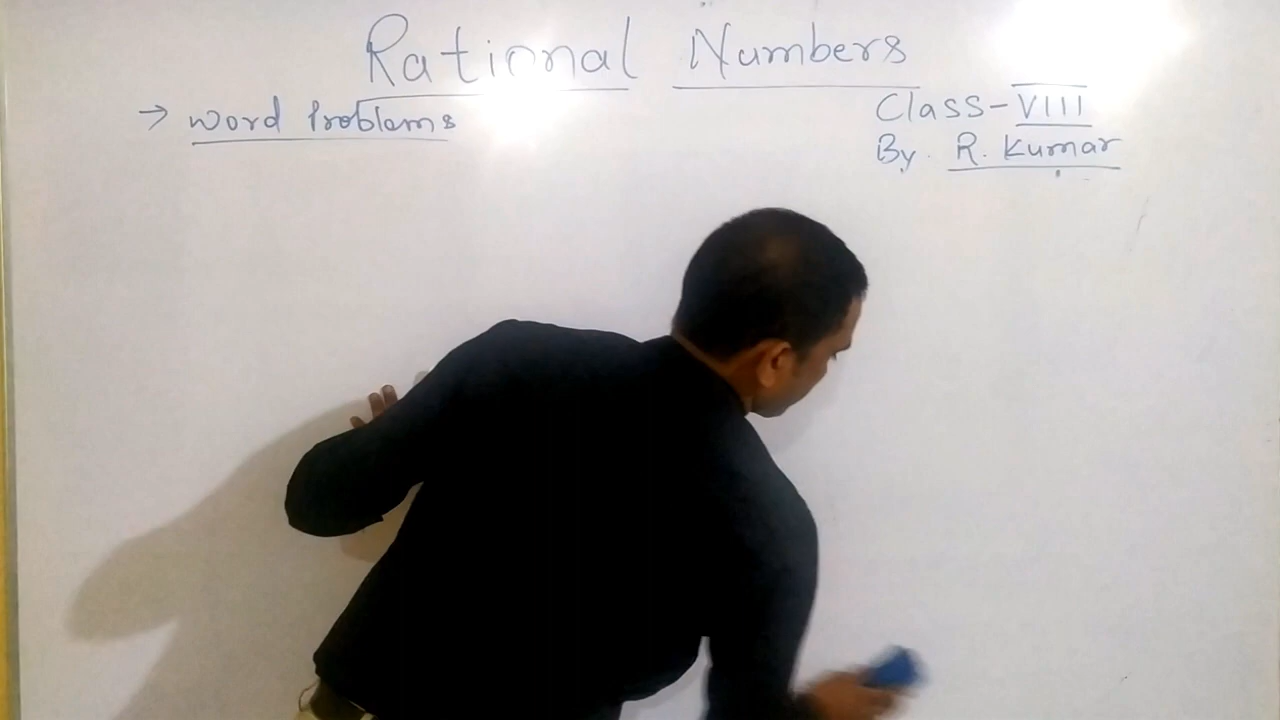 Rational Numbers
→ Word Problems
Class-VIII
By. R. Kumar